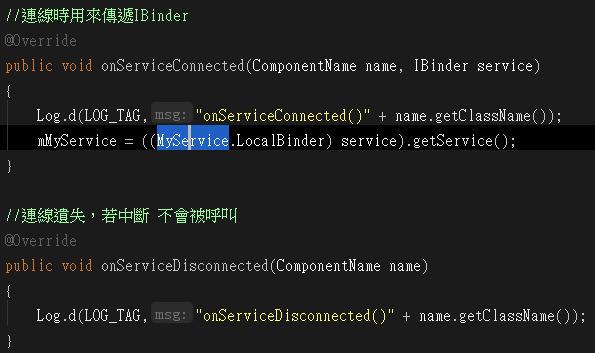 //連線時用來傳遞IBinder
@Override
public void onServiceConnected(ComponentName name, IBinder service)
{
Log.d(LOG_TAG, msg: "onServiceConnected()" + name.getClassName());
mMyService = ((MyService.LocalBinder) service).getService();
}
//連線遺失，若中斷 不會被呼叫
@Override
public void onServiceDisconnected(ComponentName name)
{
Log.d(LOG_TAG, msg: "onServiceDisconnected()" + name.getClassName());
}